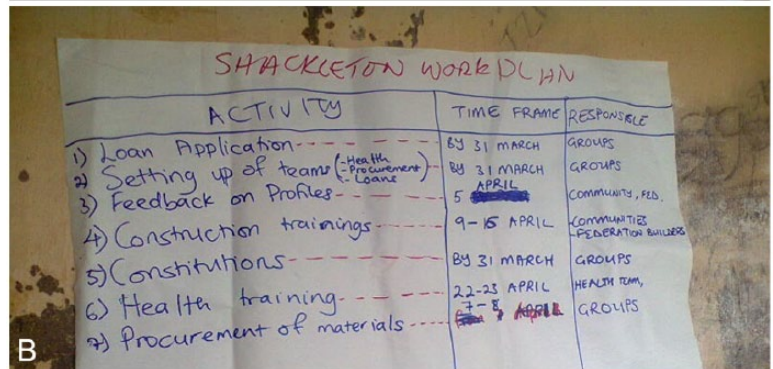 SHACKLETON WORK PLAN
ACTIVITY TIME FRAME RESPONSIBLE
1) Loan Application BY 31 MARCH GROUPS
2) Setting up of teams (-Health -Procurement -Loans) BY 31 MARCH GROUPS
3) Feedback on Profiles 5 APRIL COMMUNITY, FED.
4) Construction trainings 9-15 APRIL -COMMUNITIES -FEDERATION BUILDERS
5) Constitutions BY 31 MARCH GROUPS
6) Health training 22-23 APRIL HEALTH TEAM,
7) Procurement of materials 7-8 APRIL GROUPS
B